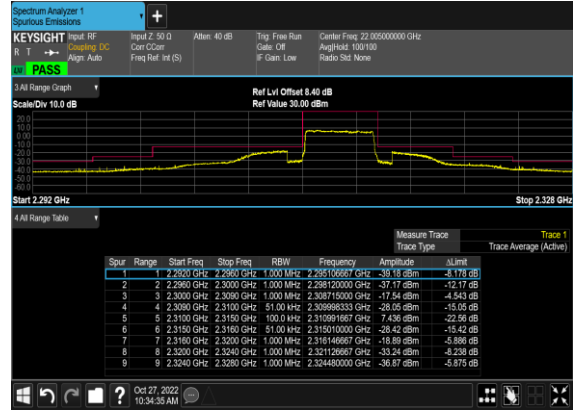 Spectrum Analyzer 1
Spurious Emissions
KEYSIGHT Input: RF Input Z: 50 Ω Atten: 40 dB Trig: Free Run Center Freq: 22.005000000 GHz
R T Coupling: DC Corr CCorr Gate: Off Avg|Hold: 100/100
Align: Auto Freq Ref: Int (S) IF Gain: Low Radio Std: None
PASS
3 All Range Graph
Ref Lvl Offset 8.40 dB
Scale/Div 10.0 dB Ref Value 30.00 dBm
20.0
10.0
0.00
-10.0
-20.0
-30.0
-40.0
-50.0
-60.0
Start 2.292 GHz Stop 2.328 GHz
4 All Range Table
Measure Trace Trace 1
Trace Type Trace Average (Active)
Spur Range Start Freq Stop Freq RBW Frequency Amplitude ΔLimit
1 1 2.2920 GHz 2.2960 GHz 1.000 MHz 2.295106667 GHz -39.18 dBm -8.178 dB
2 2 2.2960 GHz 2.3000 GHz 1.000 MHz 2.298120000 GHz -37.17 dBm -12.17 dB
3 3 2.3000 GHz 2.3090 GHz 1.000 MHz 2.308715000 GHz -17.54 dBm -4.543 dB
4 4 2.3090 GHz 2.3100 GHz 51.00 kHz 2.309998333 GHz -28.05 dBm -15.05 dB
5 5 2.3100 GHz 2.3150 GHz 100.0 kHz 2.310991667 GHz 7.436 dBm -22.56 dB
6 6 2.3150 GHz 2.3160 GHz 51.00 kHz 2.315010000 GHz -28.42 dBm -15.42 dB
7 7 2.3160 GHz 2.3200 GHz 1.000 MHz 2.316146667 GHz -18.89 dBm -5.886 dB
8 8 2.3200 GHz 2.3240 GHz 1.000 MHz 2.321126667 GHz -33.24 dBm -8.238 dB
9 9 2.3240 GHz 2.3280 GHz 1.000 MHz 2.324480000 GHz -36.87 dBm -5.875 dB
? Oct 27, 2022
10:34:35 AM